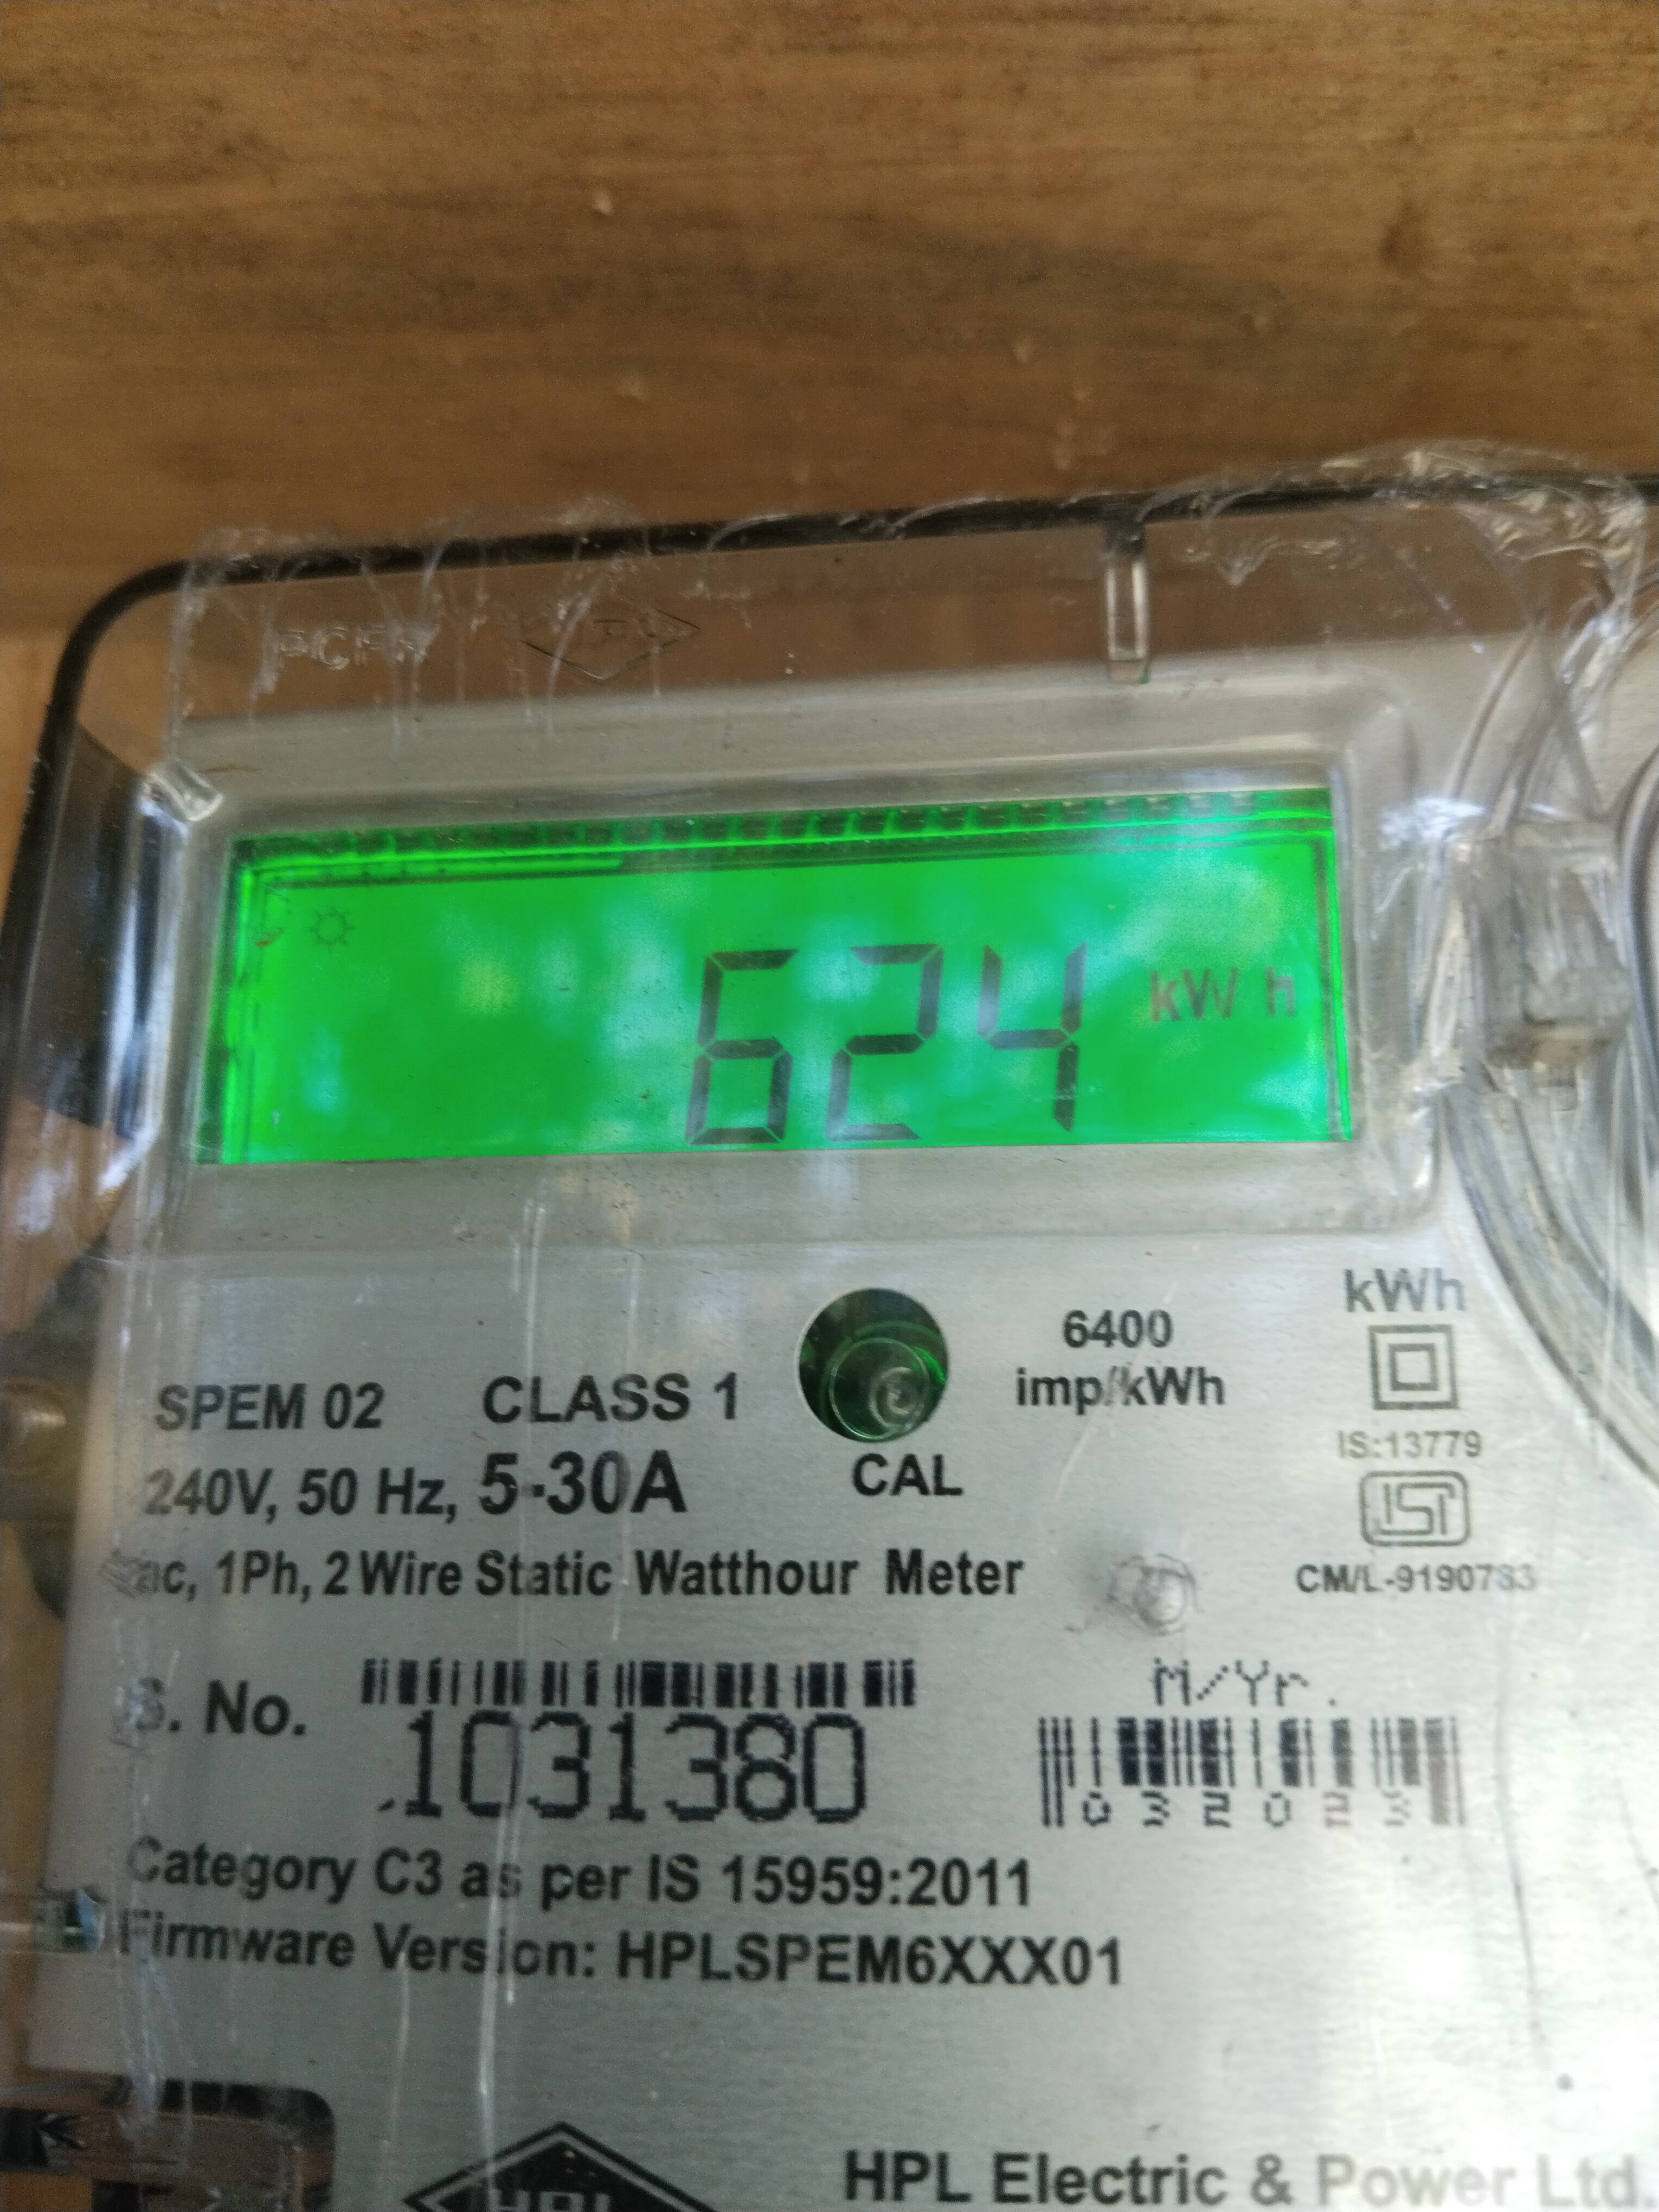 624 kW h
kWh
6400
imp/kWh
SPEM 02 CLASS 1
IS:13779
240V, 50 Hz, 5-30A
CAL
ISI
ac, 1Ph, 2 Wire Static Watthour Meter
CM/L-9190783
M/Yr.
S. No.
1031380
032023
Category C3 as per IS 15959:2011
Firmware Version: HPLSPEM6XXX01
HPL
HPL Electric & Power Ltd.